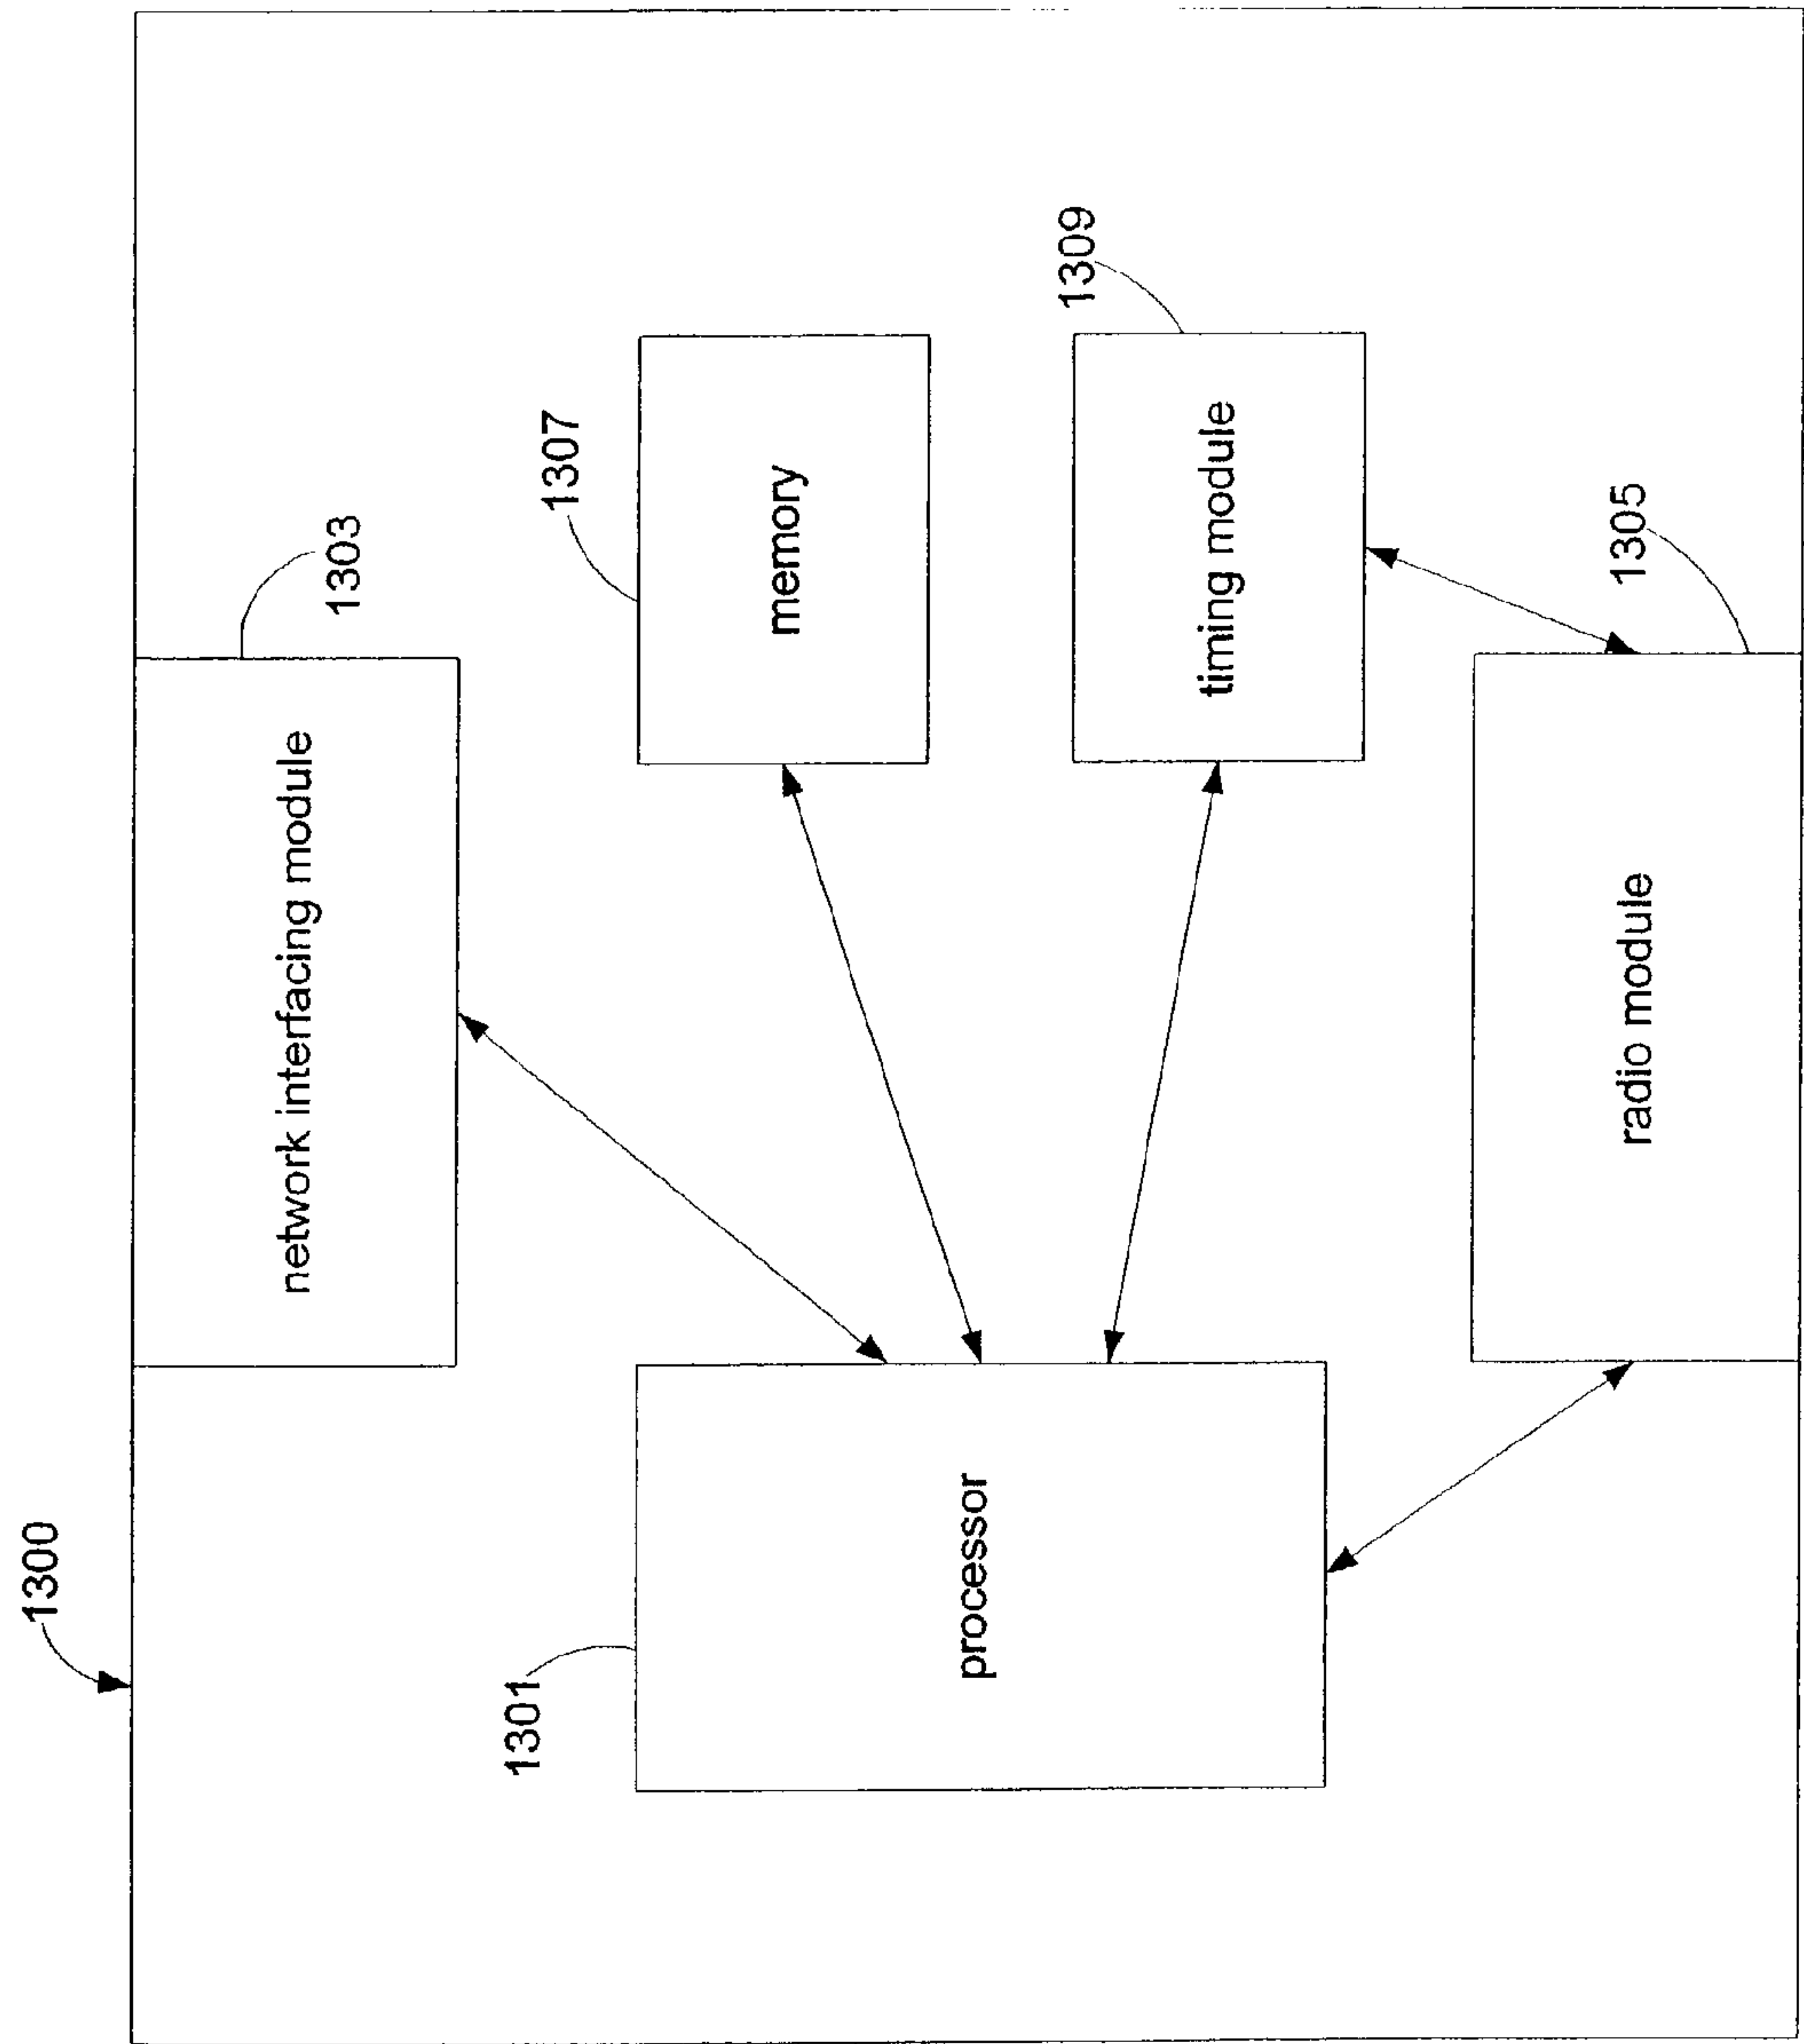 1300
1301
processor
network interfacing module
1303
1307
memory
timing module
1309
radio module
1305